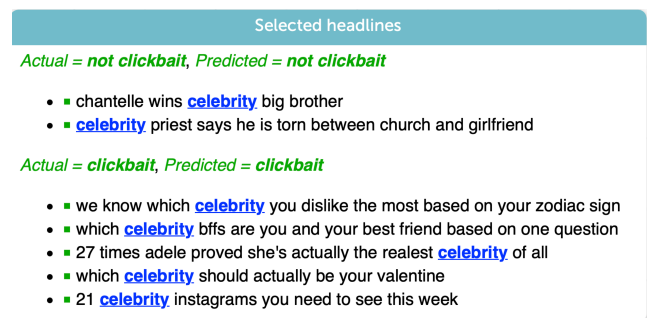 Selected headlines
Actual = not clickbait, Predicted = not clickbait
chantelle wins celebrity big brother
celebrity priest says he is torn between church and girlfriend
Actual = clickbait, Predicted = clickbait
we know which celebrity you dislike the most based on your zodiac sign
which celebrity bffs are you and your best friend based on one question
27 times adele proved she's actually the realest celebrity of all
which celebrity should actually be your valentine
21 celebrity instagrams you need to see this week